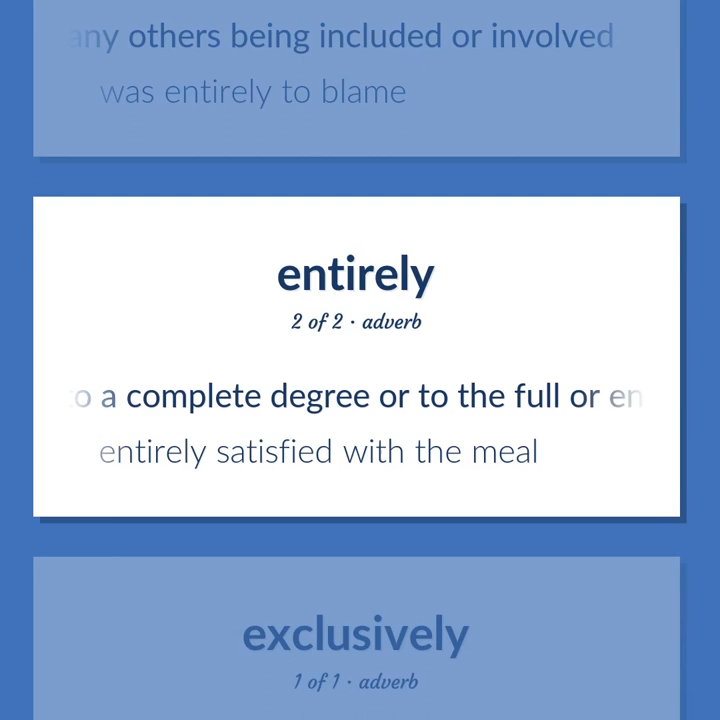 any others being included or involved
was entirely to blame
entirely
2 of 2 · adverb
to a complete degree or to the full or en
entirely satisfied with the meal
exclusively
1 of 1 · adverb